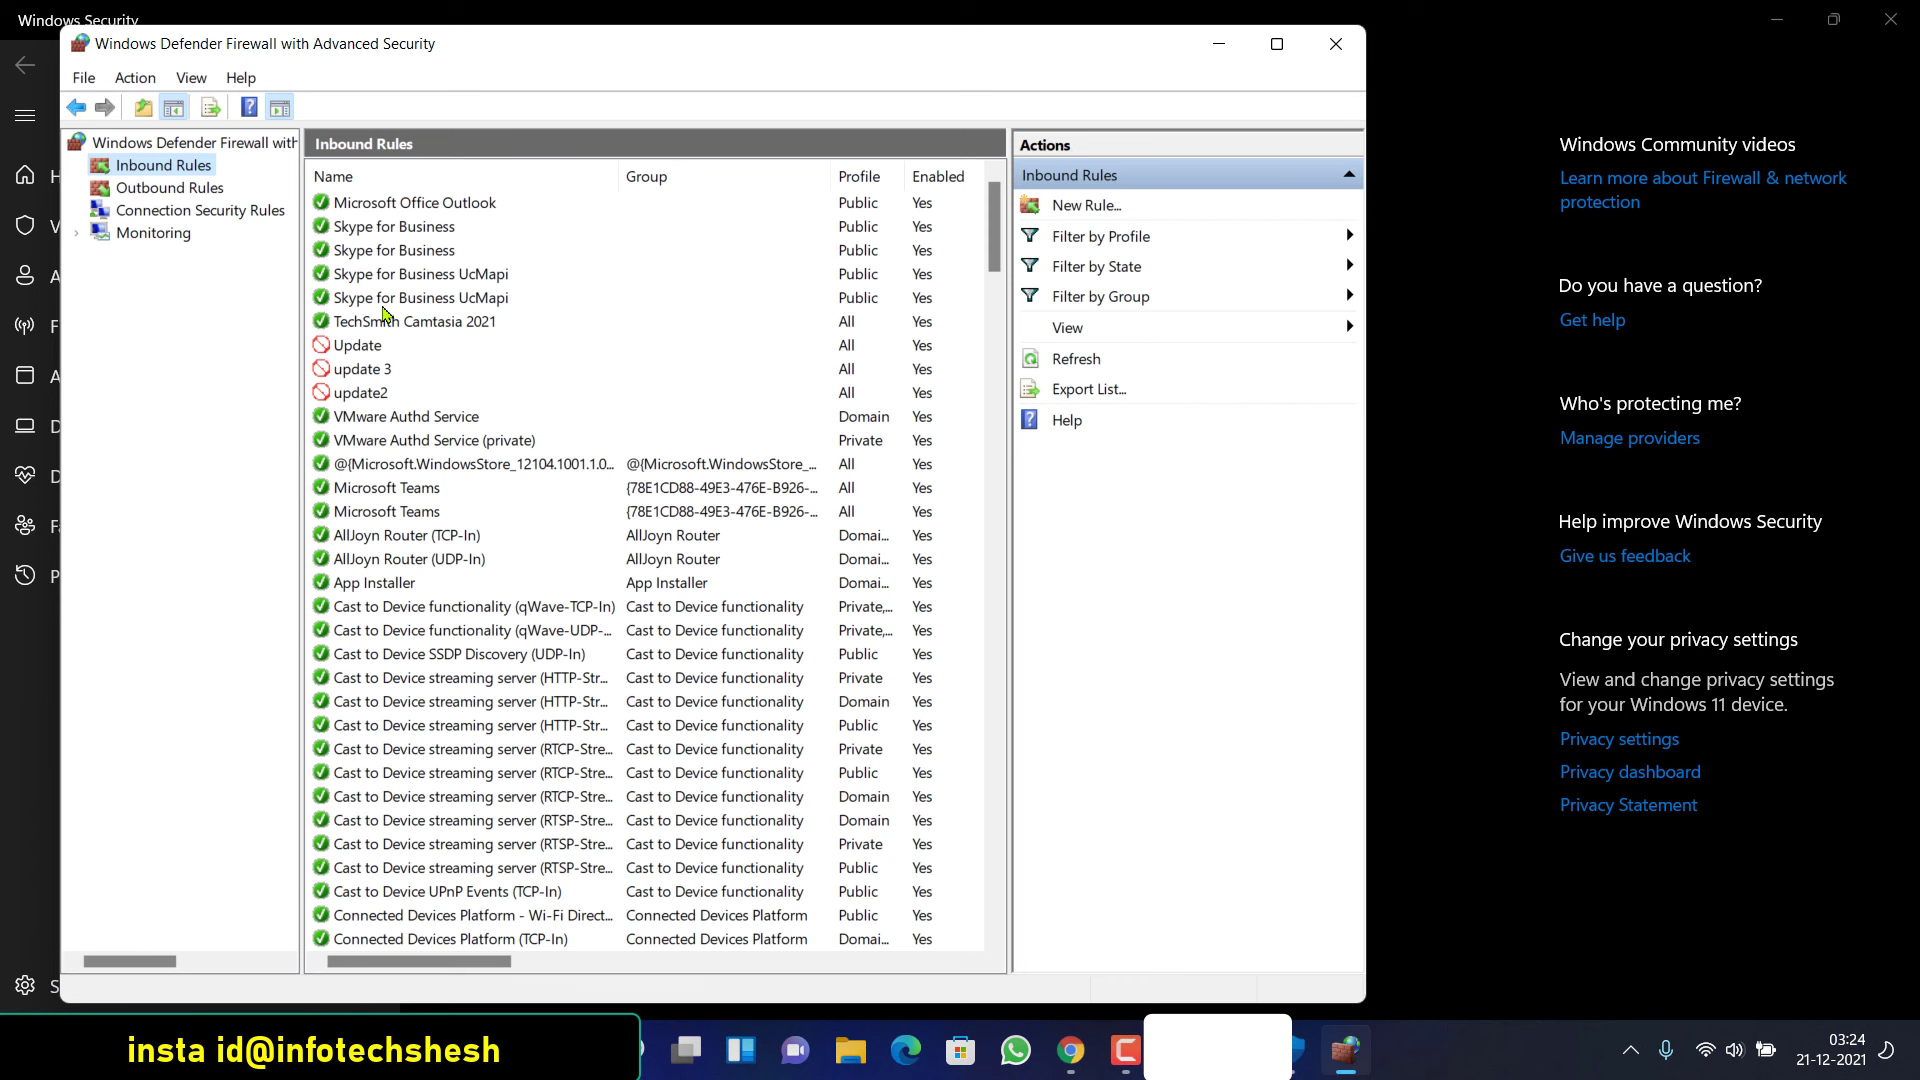 Windows Security
Windows Defender Firewall with Advanced Security
File Action View Help
Windows Defender Firewall with
Inbound Rules
Outbound Rules
Connection Security Rules
Monitoring
Inbound Rules
Name Group Profile Enabled
Microsoft Office Outlook Public Yes
Skype for Business Public Yes
Skype for Business Public Yes
Skype for Business UcMapi Public Yes
Skype for Business UcMapi Public Yes
TechSmith Camtasia 2021 All Yes
Update All Yes
update 3 All Yes
update2 All Yes
VMware Authd Service Domain Yes
VMware Authd Service (private) Private Yes
@{Microsoft.WindowsStore_12104.1001.1.0... @{Microsoft.WindowsStore_... All Yes
Microsoft Teams {78E1CD88-49E3-476E-B926-... All Yes
Microsoft Teams {78E1CD88-49E3-476E-B926-... All Yes
AllJoyn Router (TCP-In) AllJoyn Router Domai... Yes
AllJoyn Router (UDP-In) AllJoyn Router Domai... Yes
App Installer App Installer Domai... Yes
Cast to Device functionality (qWave-TCP-In) Cast to Device functionality Private,... Yes
Cast to Device functionality (qWave-UDP-... Cast to Device functionality Private,... Yes
Cast to Device SSDP Discovery (UDP-In) Cast to Device functionality Public Yes
Cast to Device streaming server (HTTP-Str... Cast to Device functionality Private Yes
Cast to Device streaming server (HTTP-Str... Cast to Device functionality Domain Yes
Cast to Device streaming server (HTTP-Str... Cast to Device functionality Public Yes
Cast to Device streaming server (RTCP-Stre... Cast to Device functionality Private Yes
Cast to Device streaming server (RTCP-Stre... Cast to Device functionality Public Yes
Cast to Device streaming server (RTCP-Stre... Cast to Device functionality Domain Yes
Cast to Device streaming server (RTSP-Stre... Cast to Device functionality Domain Yes
Cast to Device streaming server (RTSP-Stre... Cast to Device functionality Private Yes
Cast to Device streaming server (RTSP-Stre... Cast to Device functionality Public Yes
Cast to Device UPnP Events (TCP-In) Cast to Device functionality Public Yes
Connected Devices Platform - Wi-Fi Direct... Connected Devices Platform Public Yes
Connected Devices Platform (TCP-In) Connected Devices Platform Domai... Yes
Actions
Inbound Rules
New Rule...
Filter by Profile
Filter by State
Filter by Group
View
Refresh
Export List...
Help
Windows Community videos
Learn more about Firewall & network
protection
Do you have a question?
Get help
Who's protecting me?
Manage providers
Help improve Windows Security
Give us feedback
Change your privacy settings
View and change privacy settings
for your Windows 11 device.
Privacy settings
Privacy dashboard
Privacy Statement
insta id@infotechshesh
03:24
21-12-2021